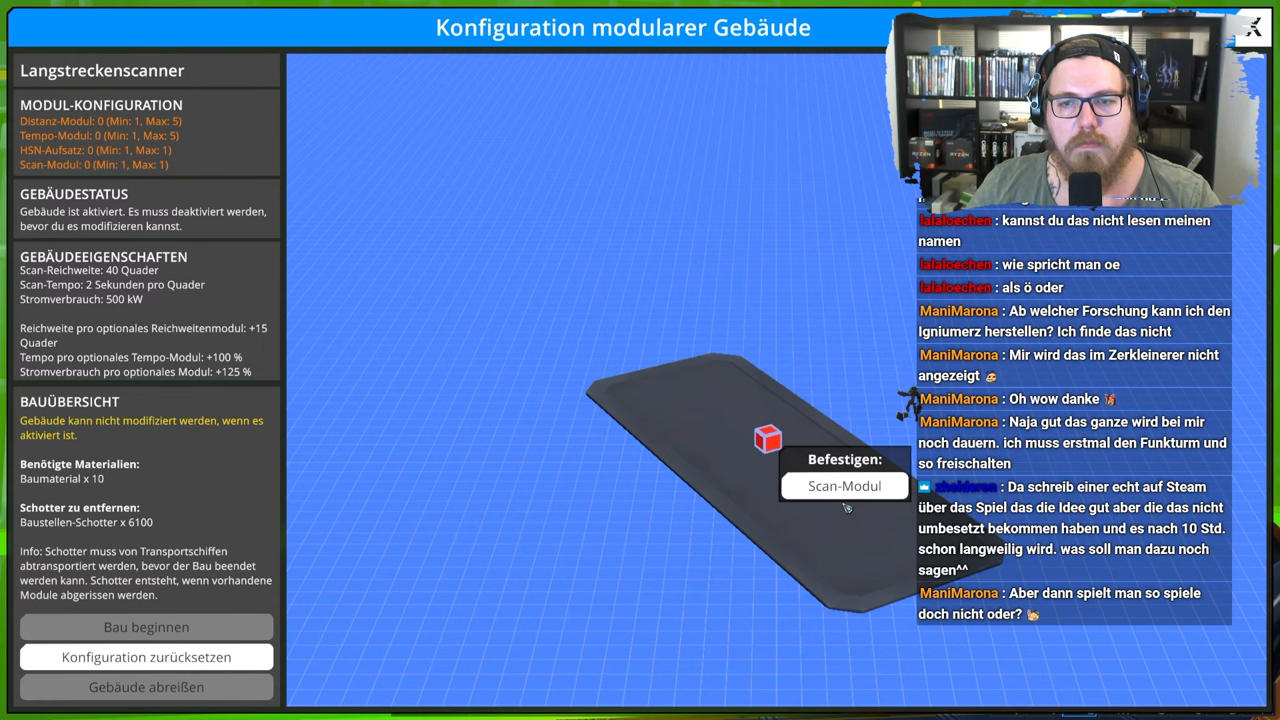 Konfiguration modularer Gebäude
Langstreckenscanner
MODUL-KONFIGURATION
Distanz-Modul: 0 (Min: 1, Max: 5)
Tempo-Modul: 0 (Min: 1, Max: 5)
HSN-Aufsatz: 0 (Min: 1, Max: 1)
Scan-Modul: 0 (Min: 1, Max: 1)
GEBÄUDESTATUS
Gebäude ist aktiviert. Es muss deaktiviert werden,
bevor du es modifizieren kannst.
GEBÄUDEEIGENSCHAFTEN
Scan-Reichweite: 40 Quader
Scan-Tempo: 2 Sekunden pro Quader
Stromverbrauch: 500 kW
Reichweite pro optionales Reichweitenmodul: +15
Quader
Tempo pro optionales Tempo-Modul: +100 %
Stromverbrauch pro optionales Modul: +125 %
BAUÜBERSICHT
Gebäude kann nicht modifiziert werden, wenn es
aktiviert ist.
Benötigte Materialien:
Baumaterial x 10
Schotter zu entfernen:
Baustellen-Schotter x 6100
Info: Schotter muss von Transportschiffen
abtransportiert werden, bevor der Bau beendet
werden kann. Schotter entsteht, wenn vorhandene
Module abgerissen werden.
Bau beginnen
Konfiguration zurücksetzen
Gebäude abreißen
Befestigen:
Scan-Modul
RYZEN
RYZEN
lalaloechen : kannst du das nicht lesen meinen
namen
lalaloechen : wie spricht man oe
lalaloechen : als ö oder
ManiMarona : Ab welcher Forschung kann ich den
Igniumerz herstellen? Ich finde das nicht
ManiMarona : Mir wird das im Zerkleinerer nicht
angezeigt
ManiMarona : Oh wow danke
ManiMarona : Naja gut das ganze wird bei mir
noch dauern. ich muss erstmal den Funkturm und
so freischalten
: Da schreib einer echt auf Steam
über das Spiel das die Idee gut aber die das nicht
umbesetzt bekommen haben und es nach 10 Std.
schon langweilig wird. was soll man dazu noch
sagen^^
ManiMarona : Aber dann spielt man so spiele
doch nicht oder?